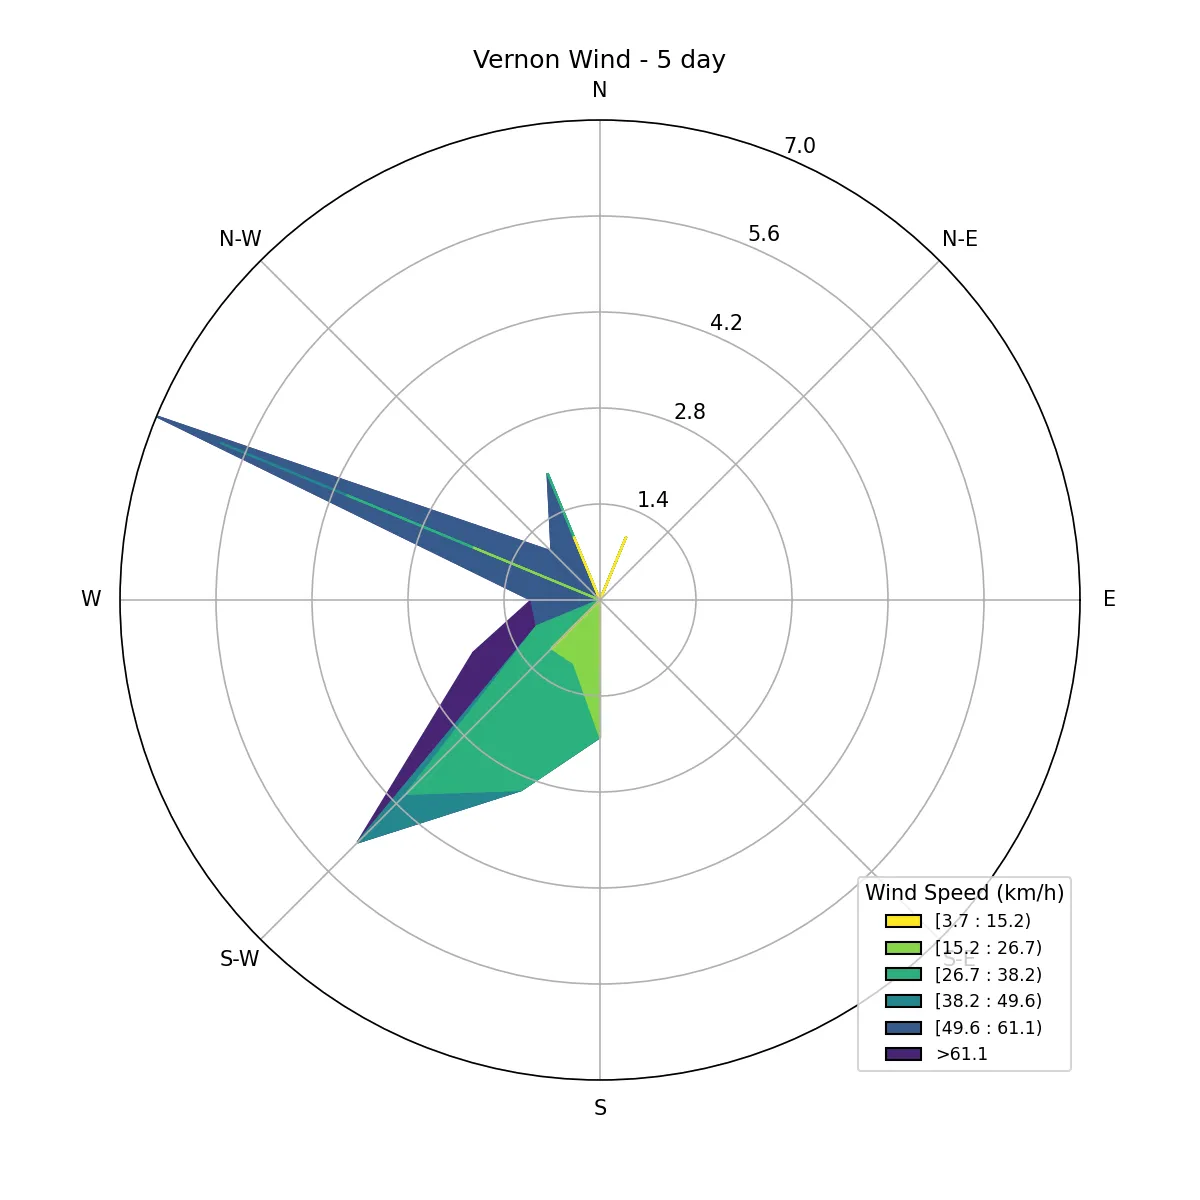 Vernon Wind - 5 day
N
7.0
N-W
N-E
5.6
4.2
2.8
1.4
W
E
S-W
S-E
S
Wind Speed (km/h)
[3.7 : 15.2)
[15.2 : 26.7)
[26.7 : 38.2)
[38.2 : 49.6)
[49.6 : 61.1)
>61.1